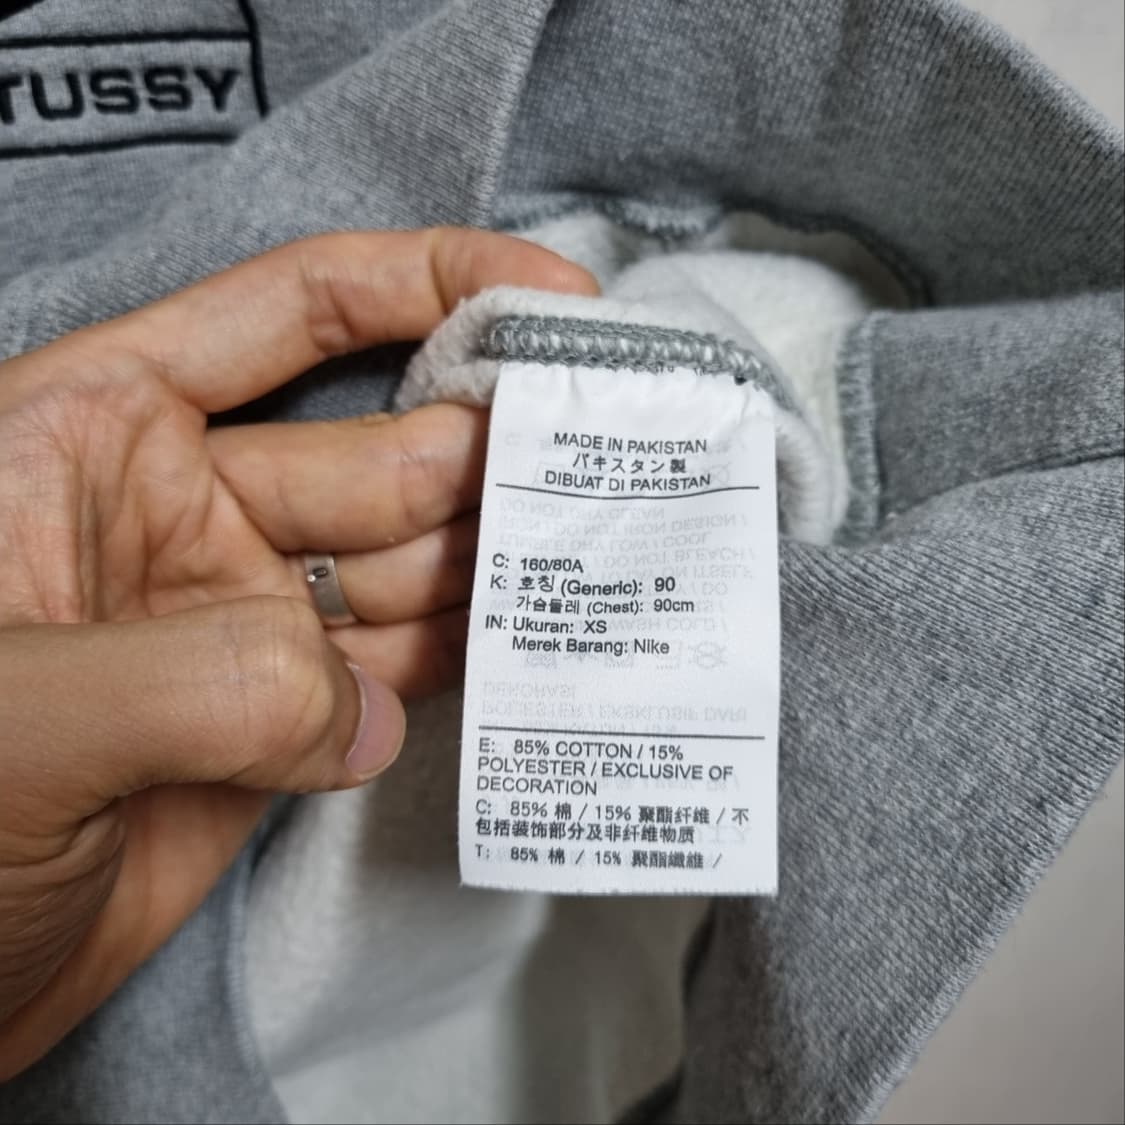 TUSSY
MADE IN PAKISTAN
パキスタン製
DIBUAT DI PAKISTAN
C: 160/80A
K: 호칭 (Generic): 90
가슴둘레 (Chest): 90cm
IN: Ukuran: XS
Merek Barang: Nike
E: 85% COTTON / 15%
POLYESTER / EXCLUSIVE OF
DECORATION
C: 85% 棉 / 15% 聚酯纤维 / 不
包括装饰部分及非纤维物质
T: 85% 棉 / 15% 聚酯纖維 /